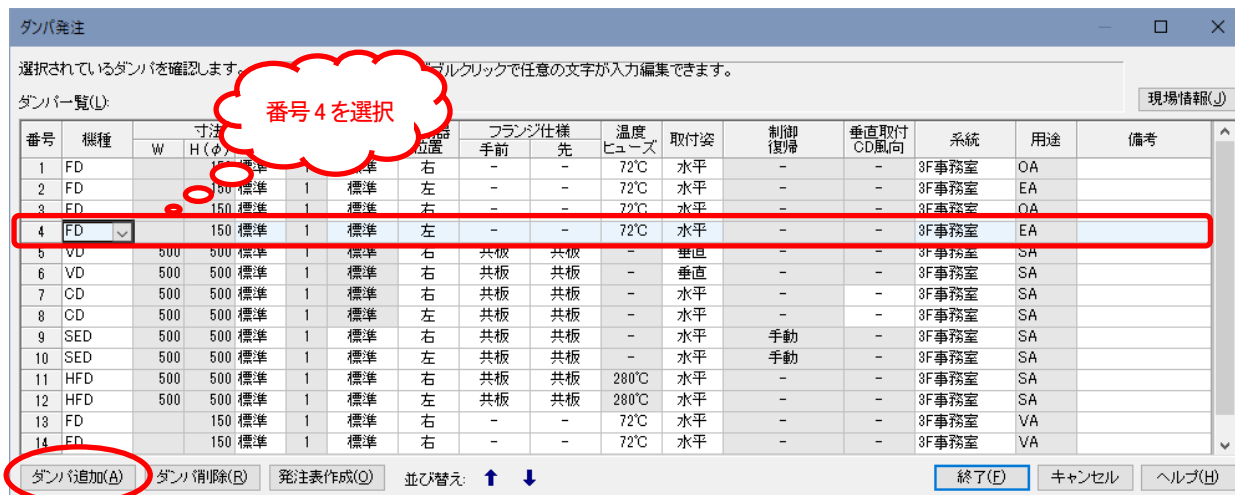 ダンパ発注
選択されているダンパを確認します。 ブルクリックで任意の文字が入力編集できます。
ダンパ一覧(L): 現場情報(J)
番号4を選択
番号 機種 寸法 フランジ仕様 温度 取付姿 制御 垂直取付 系統 用途 備考
W H(φ) 位置 手前 先 ヒューズ 復帰 CD風向
1 FD 150 標準 1 標準 右 - - 72℃ 水平 - - 3F事務室 OA
2 FD 150 標準 1 標準 左 - - 72℃ 水平 - - 3F事務室 EA
3 FD 150 標準 1 標準 右 - - 72℃ 水平 - - 3F事務室 OA
4 FD 150 標準 1 標準 左 - - 72℃ 水平 - - 3F事務室 EA
5 VD 500 500 標準 1 標準 右 共板 共板 - 垂直 - - 3F事務室 SA
6 VD 500 500 標準 1 標準 右 共板 共板 - 垂直 - - 3F事務室 SA
7 CD 500 500 標準 1 標準 右 共板 共板 - 水平 - - 3F事務室 SA
8 CD 500 500 標準 1 標準 左 共板 共板 - 水平 - - 3F事務室 SA
9 SED 500 500 標準 1 標準 右 共板 共板 - 水平 手動 - 3F事務室 SA
10 SED 500 500 標準 1 標準 左 共板 共板 - 水平 手動 - 3F事務室 SA
11 HFD 500 500 標準 1 標準 右 共板 共板 280℃ 水平 - - 3F事務室 SA
12 HFD 500 500 標準 1 標準 左 共板 共板 280℃ 水平 - - 3F事務室 SA
13 FD 150 標準 1 標準 右 - - 72℃ 水平 - - 3F事務室 VA
14 FD 150 標準 1 標準 右 - - 72℃ 水平 - - 3F事務室 VA
ダンパ追加(A) ダンパ削除(R) 発注表作成(O) 並び替え: ↑ ↓ 終了(F) キャンセル ヘルプ(H)